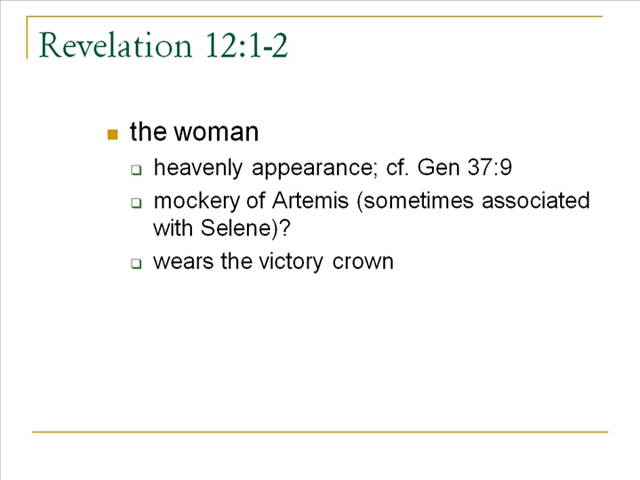 Revelation 12:1-2
the woman
heavenly appearance; cf. Gen 37:9
mockery of Artemis (sometimes associated
with Selene)?
wears the victory crown